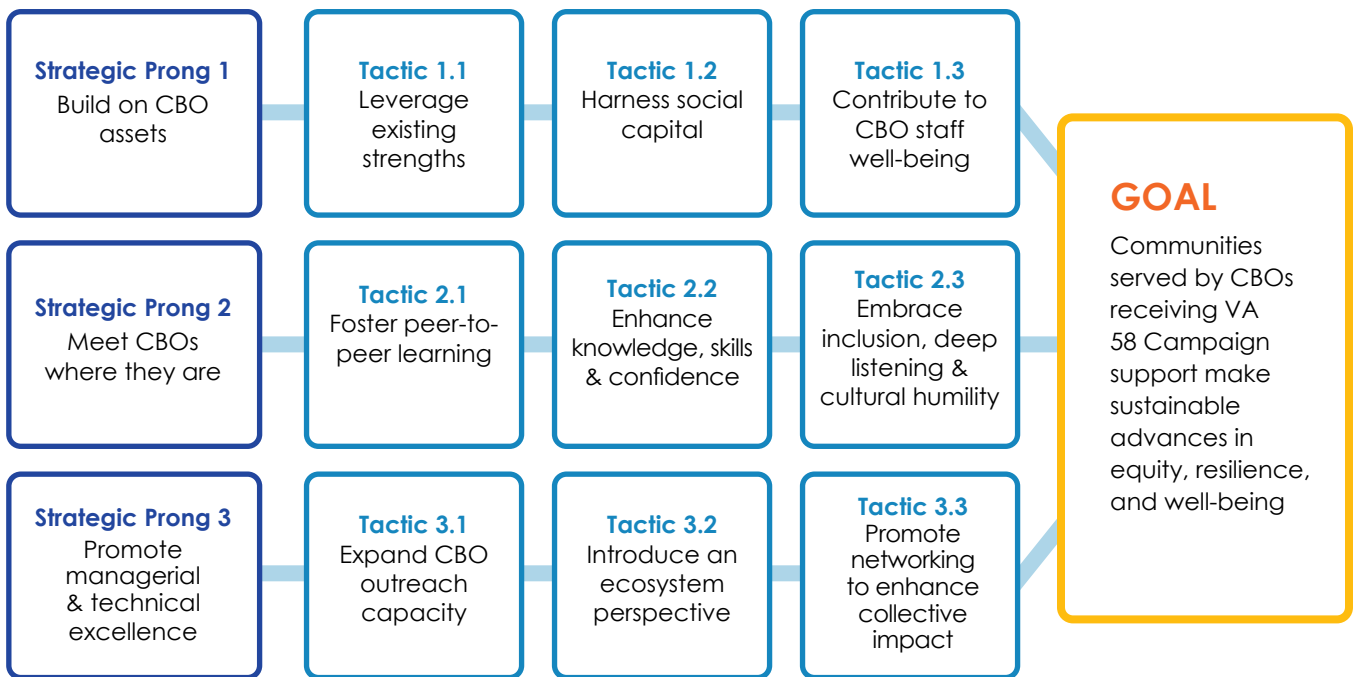 Strategic Prong 1
Build on CBO
assets
Tactic 1.1
Leverage
existing
strengths
Tactic 1.2
Harness social
capital
Tactic 1.3
Contribute to
CBO staff
well-being
Strategic Prong 2
Meet CBOs
where they are
Tactic 2.1
Foster peer-to-
peer learning
Tactic 2.2
Enhance
knowledge, skills
& confidence
Tactic 2.3
Embrace
inclusion, deep
listening &
cultural humility
Strategic Prong 3
Promote
managerial
& technical
excellence
Tactic 3.1
Expand CBO
outreach
capacity
Tactic 3.2
Introduce an
ecosystem
perspective
Tactic 3.3
Promote
networking
to enhance
collective
impact
GOAL
Communities
served by CBOs
receiving VA
58 Campaign
support make
sustainable
advances in
equity, resilience,
and well-being